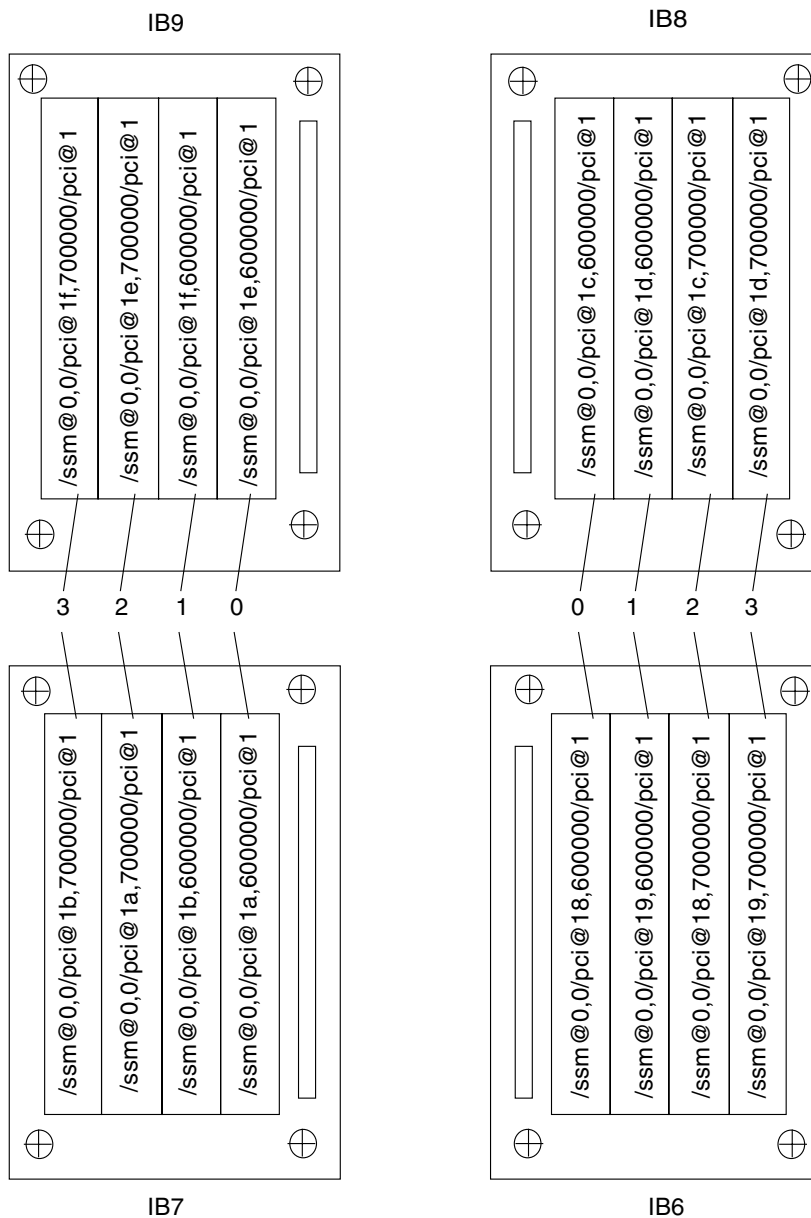 IB9
IB8
/ssm@0,0/pci@1f,700000/pci@1
/ssm@0,0/pci@1e,700000/pci@1
/ssm@0,0/pci@1f,600000/pci@1
/ssm@0,0/pci@1e,600000/pci@1
/ssm@0,0/pci@1c,600000/pci@1
/ssm@0,0/pci@1d,600000/pci@1
/ssm@0,0/pci@1c,700000/pci@1
/ssm@0,0/pci@1d,700000/pci@1
3 2 1 0
0 1 2 3
/ssm@0,0/pci@1b,700000/pci@1
/ssm@0,0/pci@1a,700000/pci@1
/ssm@0,0/pci@1b,600000/pci@1
/ssm@0,0/pci@1a,600000/pci@1
/ssm@0,0/pci@18,600000/pci@1
/ssm@0,0/pci@19,600000/pci@1
/ssm@0,0/pci@18,700000/pci@1
/ssm@0,0/pci@19,700000/pci@1
IB7
IB6